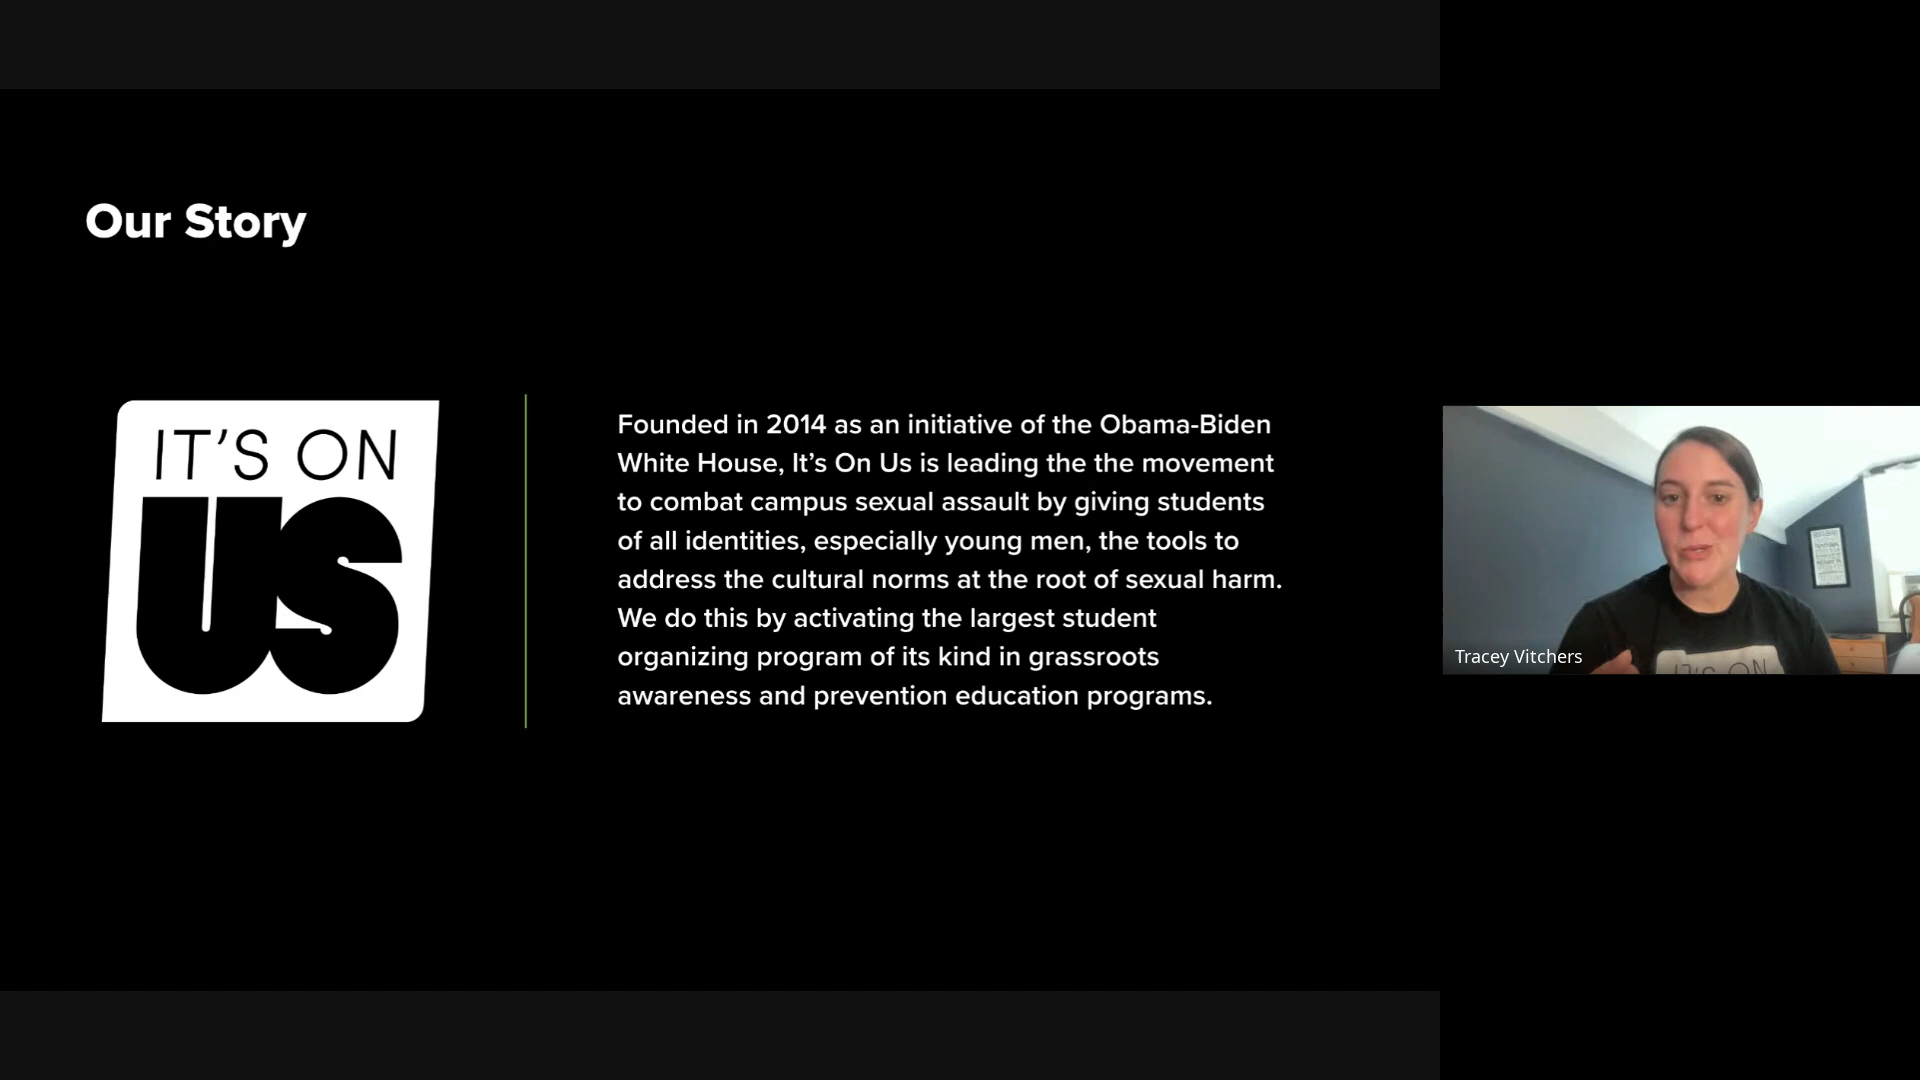 Our Story
IT'S ON
US
Founded in 2014 as an initiative of the Obama-Biden
White House, It's On Us is leading the the movement
to combat campus sexual assault by giving students
of all identities, especially young men, the tools to
address the cultural norms at the root of sexual harm.
We do this by activating the largest student
organizing program of its kind in grassroots
awareness and prevention education programs.
Tracey Vitchers
IT'S ON